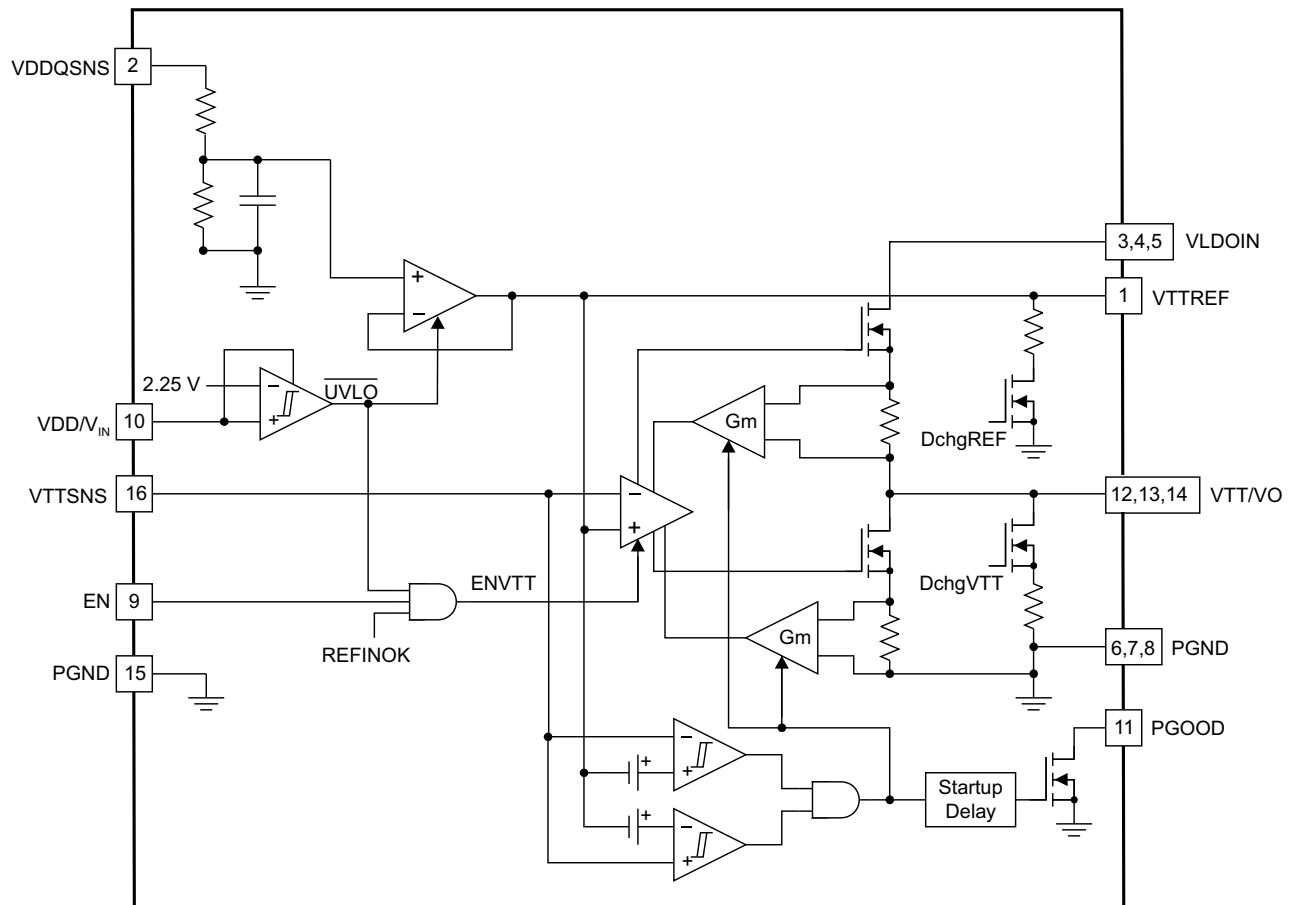 VDDQSNS 2
3,4,5 VLDOIN
+
1 VTTREF
−
2.25 V − UVLO
VDD/VIN 10 +
Gm
DchgREF
VTTSNS 16 − 12,13,14 VTT/VO
+
ENVTT
DchgVTT
EN 9
Gm
REFINOK
6,7,8 PGND
PGND 15
11 PGOOD
−
+ +
Startup
Delay
+ −
+